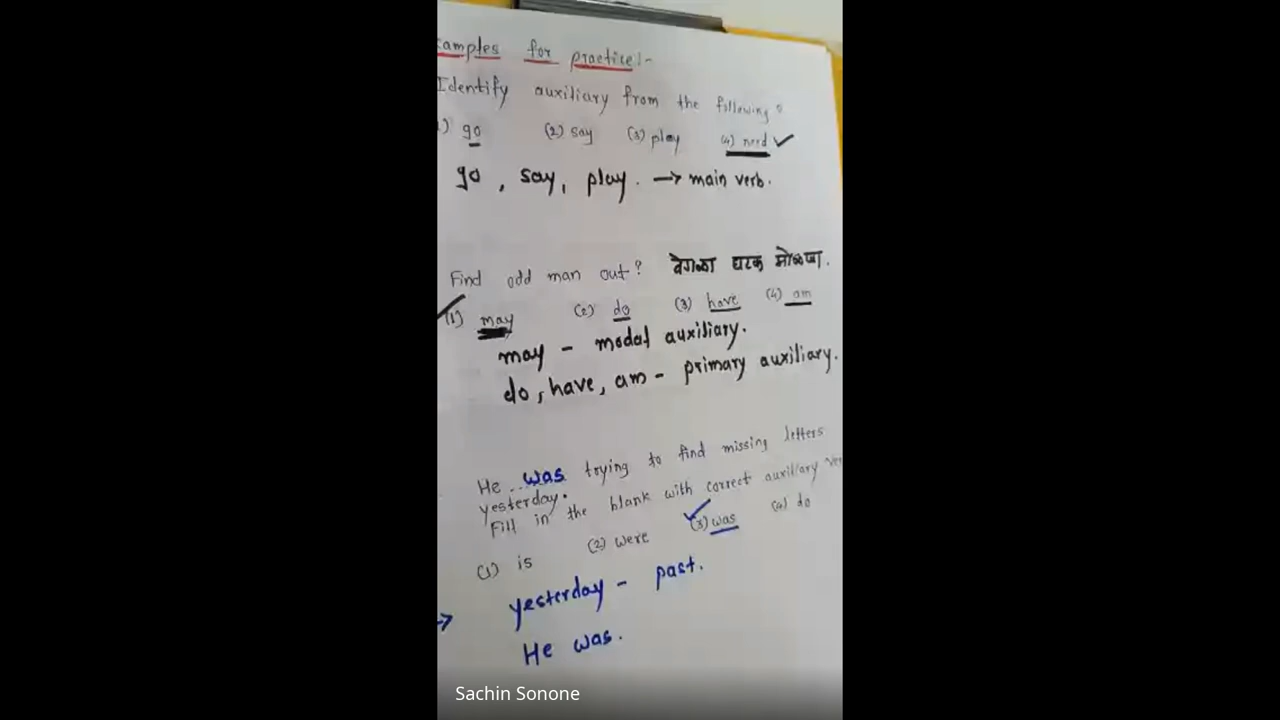 amples for practice:-
Identify auxiliary from the following?
) go (2) say (3) play (4) need ✓
go, say, play. → main verb.
Find odd man out? वेगळा घटक ओळखा.
(1) may (2) do (3) have (4) am
may - modal auxiliary.
do, have, am - primary auxiliary.
He ..was.. trying to find missing letters
yesterday.
Fill in the blank with correct auxiliary ver
(1) is (2) were (3) was (4) do
→ yesterday - past.
He was.
Sachin Sonone